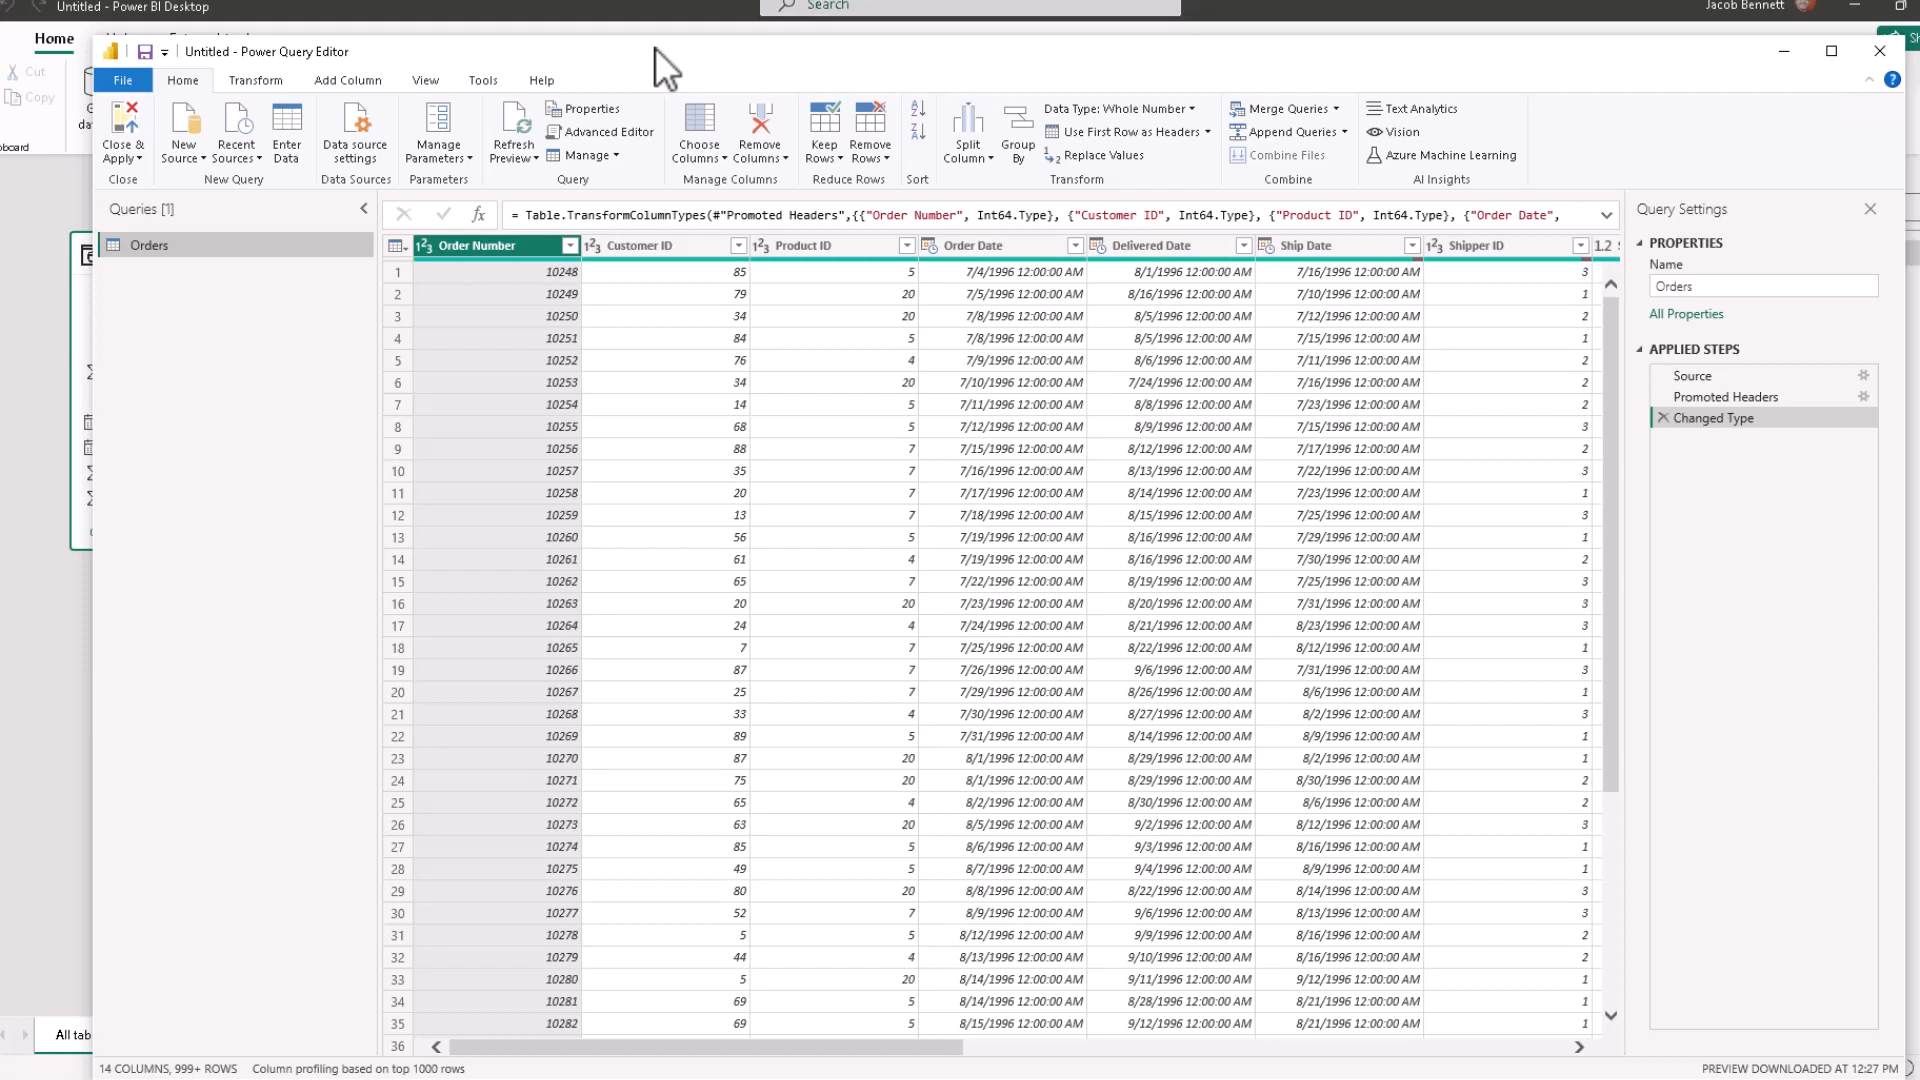 Untitled - Power BI Desktop
Search
Jacob Bennett
Home
Cut
Copy
Untitled - Power Query Editor
File Home Transform Add Column View Tools Help
Close & Apply
New Source
Recent Sources
Enter Data
Data source settings
Manage Parameters
Refresh Preview
Properties
Advanced Editor
Manage
Choose Columns
Remove Columns
Keep Rows
Remove Rows
Split Column
Group By
Data Type: Whole Number
Use First Row as Headers
Replace Values
Merge Queries
Append Queries
Combine Files
Text Analytics
Vision
Azure Machine Learning
Close New Query Data Sources Parameters Query Manage Columns Reduce Rows Sort Transform Combine AI Insights
Queries [1]
Orders
= Table.TransformColumnTypes(#"Promoted Headers",{{"Order Number", Int64.Type}, {"Customer ID", Int64.Type}, {"Product ID", Int64.Type}, {"Order Date",
Order Number Customer ID Product ID Order Date Delivered Date Ship Date Shipper ID
1 10248 85 5 7/4/1996 12:00:00 AM 8/1/1996 12:00:00 AM 7/16/1996 12:00:00 AM 3
2 10249 79 20 7/5/1996 12:00:00 AM 8/16/1996 12:00:00 AM 7/10/1996 12:00:00 AM 1
3 10250 34 20 7/8/1996 12:00:00 AM 8/5/1996 12:00:00 AM 7/12/1996 12:00:00 AM 2
4 10251 84 5 7/8/1996 12:00:00 AM 8/5/1996 12:00:00 AM 7/15/1996 12:00:00 AM 1
5 10252 76 4 7/9/1996 12:00:00 AM 8/6/1996 12:00:00 AM 7/11/1996 12:00:00 AM 2
6 10253 34 20 7/10/1996 12:00:00 AM 7/24/1996 12:00:00 AM 7/16/1996 12:00:00 AM 2
7 10254 14 5 7/11/1996 12:00:00 AM 8/8/1996 12:00:00 AM 7/23/1996 12:00:00 AM 2
8 10255 68 5 7/12/1996 12:00:00 AM 8/9/1996 12:00:00 AM 7/15/1996 12:00:00 AM 3
9 10256 88 7 7/15/1996 12:00:00 AM 8/12/1996 12:00:00 AM 7/17/1996 12:00:00 AM 2
10 10257 35 7 7/16/1996 12:00:00 AM 8/13/1996 12:00:00 AM 7/22/1996 12:00:00 AM 3
11 10258 20 7 7/17/1996 12:00:00 AM 8/14/1996 12:00:00 AM 7/23/1996 12:00:00 AM 1
12 10259 13 7 7/18/1996 12:00:00 AM 8/15/1996 12:00:00 AM 7/25/1996 12:00:00 AM 3
13 10260 56 5 7/19/1996 12:00:00 AM 8/16/1996 12:00:00 AM 7/29/1996 12:00:00 AM 1
14 10261 61 4 7/19/1996 12:00:00 AM 8/16/1996 12:00:00 AM 7/30/1996 12:00:00 AM 2
15 10262 65 7 7/22/1996 12:00:00 AM 8/19/1996 12:00:00 AM 7/25/1996 12:00:00 AM 3
16 10263 20 20 7/23/1996 12:00:00 AM 8/20/1996 12:00:00 AM 7/31/1996 12:00:00 AM 3
17 10264 24 4 7/24/1996 12:00:00 AM 8/21/1996 12:00:00 AM 8/23/1996 12:00:00 AM 3
18 10265 7 7 7/25/1996 12:00:00 AM 8/22/1996 12:00:00 AM 8/12/1996 12:00:00 AM 1
19 10266 87 7 7/26/1996 12:00:00 AM 9/6/1996 12:00:00 AM 7/31/1996 12:00:00 AM 3
20 10267 25 7 7/29/1996 12:00:00 AM 8/26/1996 12:00:00 AM 8/6/1996 12:00:00 AM 1
21 10268 33 4 7/30/1996 12:00:00 AM 8/27/1996 12:00:00 AM 8/2/1996 12:00:00 AM 3
22 10269 89 5 7/31/1996 12:00:00 AM 8/14/1996 12:00:00 AM 8/9/1996 12:00:00 AM 1
23 10270 87 20 8/1/1996 12:00:00 AM 8/29/1996 12:00:00 AM 8/2/1996 12:00:00 AM 1
24 10271 75 20 8/1/1996 12:00:00 AM 8/29/1996 12:00:00 AM 8/30/1996 12:00:00 AM 2
25 10272 65 4 8/2/1996 12:00:00 AM 8/30/1996 12:00:00 AM 8/6/1996 12:00:00 AM 2
26 10273 63 20 8/5/1996 12:00:00 AM 9/2/1996 12:00:00 AM 8/12/1996 12:00:00 AM 3
27 10274 85 5 8/6/1996 12:00:00 AM 9/3/1996 12:00:00 AM 8/16/1996 12:00:00 AM 1
28 10275 49 5 8/7/1996 12:00:00 AM 9/4/1996 12:00:00 AM 8/9/1996 12:00:00 AM 1
29 10276 80 20 8/8/1996 12:00:00 AM 8/22/1996 12:00:00 AM 8/14/1996 12:00:00 AM 3
30 10277 52 7 8/9/1996 12:00:00 AM 9/6/1996 12:00:00 AM 8/13/1996 12:00:00 AM 3
31 10278 5 5 8/12/1996 12:00:00 AM 9/9/1996 12:00:00 AM 8/16/1996 12:00:00 AM 2
32 10279 44 4 8/13/1996 12:00:00 AM 9/10/1996 12:00:00 AM 8/16/1996 12:00:00 AM 2
33 10280 5 20 8/14/1996 12:00:00 AM 9/11/1996 12:00:00 AM 9/12/1996 12:00:00 AM 1
34 10281 69 5 8/14/1996 12:00:00 AM 8/28/1996 12:00:00 AM 8/21/1996 12:00:00 AM 1
35 10282 69 5 8/15/1996 12:00:00 AM 9/12/1996 12:00:00 AM 8/21/1996 12:00:00 AM 1
36
Query Settings
PROPERTIES
Name
Orders
All Properties
APPLIED STEPS
Source
Promoted Headers
Changed Type
All tab
14 COLUMNS, 999+ ROWS Column profiling based on top 1000 rows
PREVIEW DOWNLOADED AT 12:27 PM